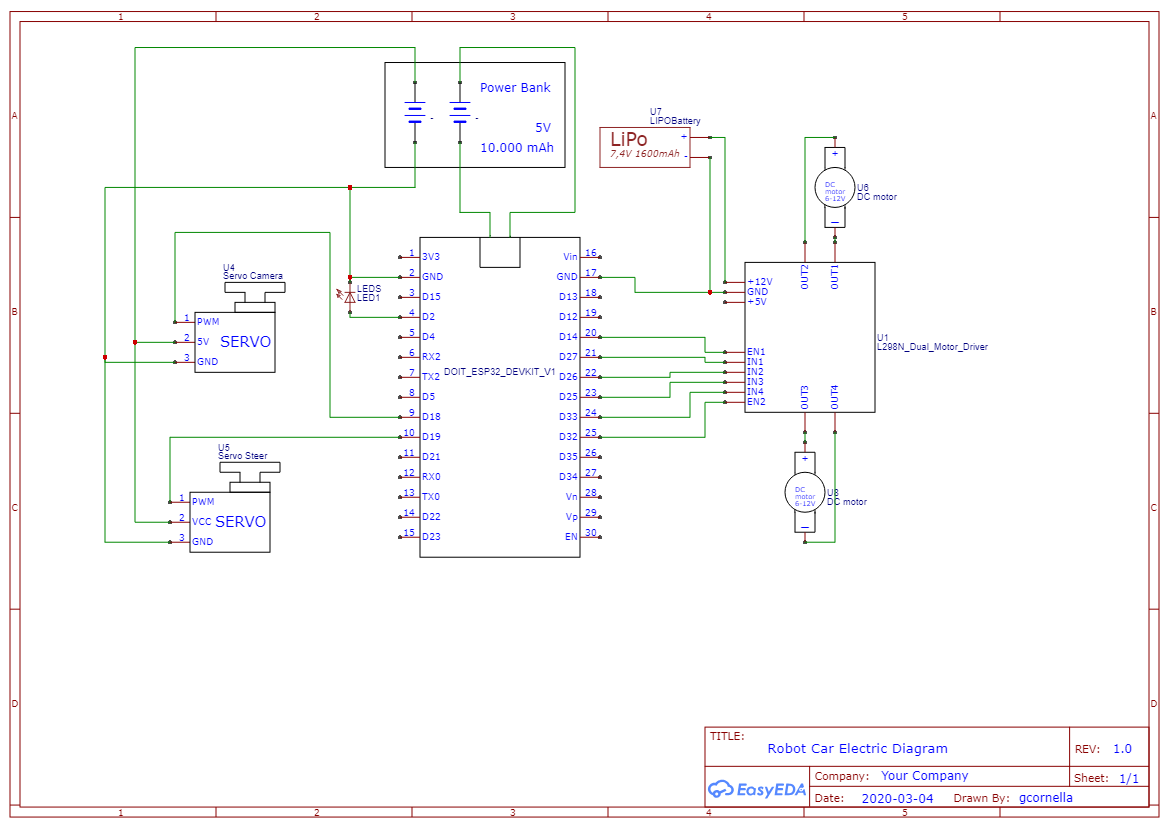 1 2 3 4 5
A A
B B
C C
D D
Power Bank
5V
10.000 mAh
- -
U7
LIPOBattery
LiPo
7,4V 1600mAh
+
-
+
DC
motor
6-12V
U6
DC motor
−
U4
Servo Camera
1 PWM
2 5V
3 GND
SERVO
LEDS
LED1
U5
Servo Steer
1 PWM
2 VCC
3 GND
SERVO
1 3V3
2 GND
3 D15
4 D2
5 D4
6 RX2
7 TX2
8 D5
9 D18
10 D19
11 D21
12 RX0
13 TX0
14 D22
15 D23
DOIT_ESP32_DEVKIT_V1
Vin 16
GND 17
D13 18
D12 19
D14 20
D27 21
D26 22
D25 23
D33 24
D32 25
D35 26
D34 27
Vn 28
Vp 29
EN 30
OUT2 OUT1
+12V
GND
+5V
EN1
IN1
IN2
IN3
IN4
EN2
OUT3 OUT4
U1
L298N_Dual_Motor_Driver
+
DC
motor
6-12V
DC motor
−
TITLE:
Robot Car Electric Diagram
REV: 1.0
EasyEDA
Company: Your Company
Sheet: 1/1
Date: 2020-03-04 Drawn By: gcornella
1 2 3 4 5